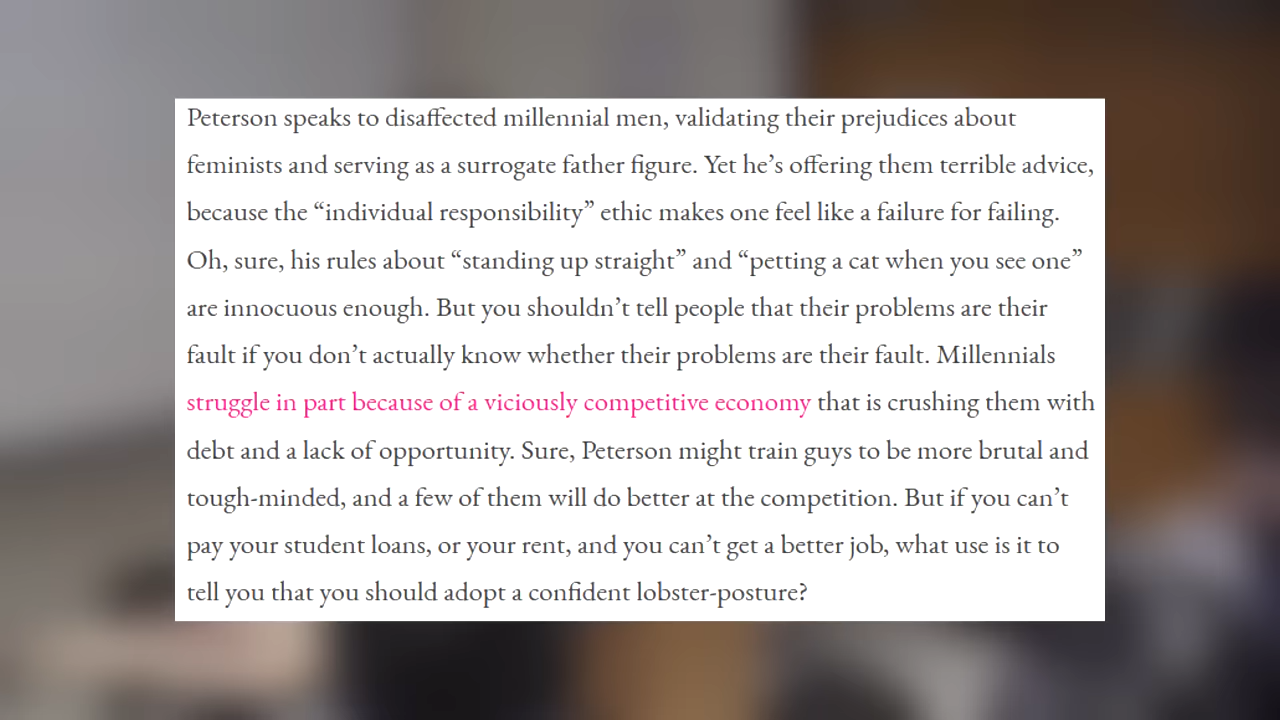 Peterson speaks to disaffected millennial men, validating their prejudices about
feminists and serving as a surrogate father figure. Yet he’s offering them terrible advice,
because the “individual responsibility” ethic makes one feel like a failure for failing.
Oh, sure, his rules about “standing up straight” and “petting a cat when you see one”
are innocuous enough. But you shouldn’t tell people that their problems are their
fault if you don’t actually know whether their problems are their fault. Millennials
struggle in part because of a viciously competitive economy that is crushing them with
debt and a lack of opportunity. Sure, Peterson might train guys to be more brutal and
tough-minded, and a few of them will do better at the competition. But if you can’t
pay your student loans, or your rent, and you can’t get a better job, what use is it to
tell you that you should adopt a confident lobster-posture?